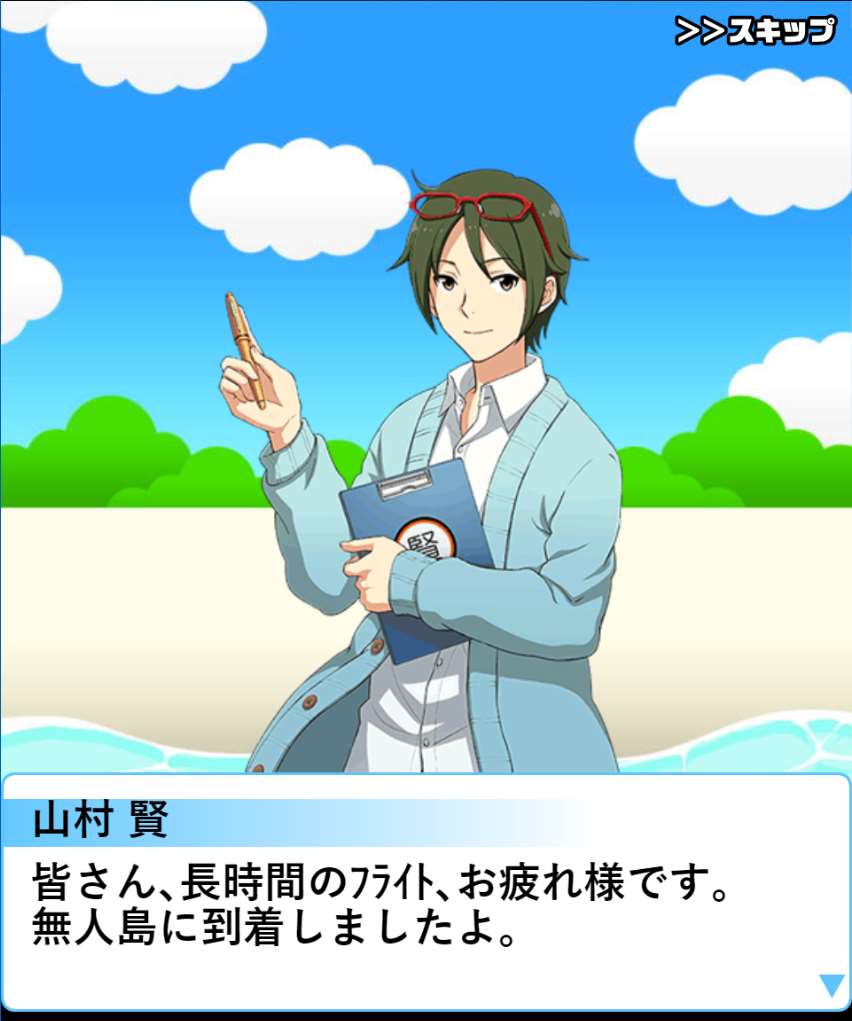 >>スキップ
賢
山村 賢
皆さん､長時間のﾌﾗｲﾄ､お疲れ様です。
無人島に到着しましたよ。